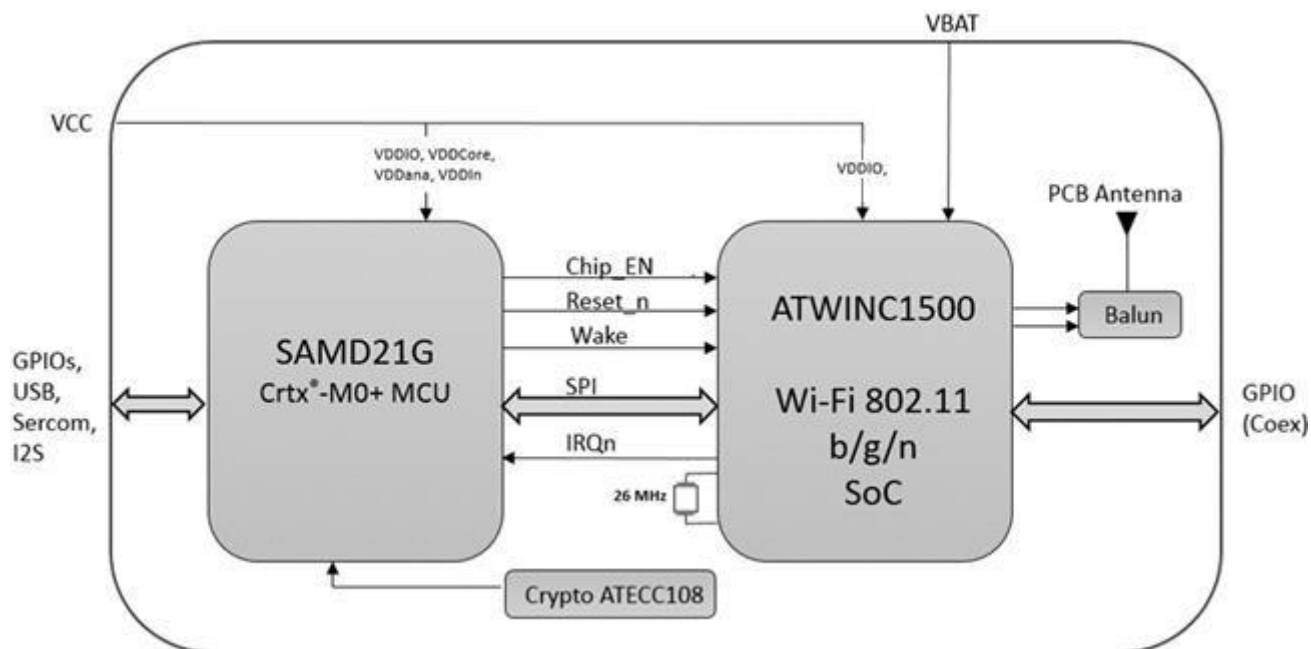 VBAT
VCC
VDDIO, VDDCore,
VDDana, VDDIn
VDDIO,
PCB Antenna
Chip_EN
Reset_n
Wake
SPI
IRQn
26 MHz
SAMD21G
Crtx®-M0+ MCU
ATWINC1500
Wi-Fi 802.11
b/g/n
SoC
Balun
GPIOs,
USB,
Sercom,
I2S
GPIO
(Coex)
Crypto ATECC108